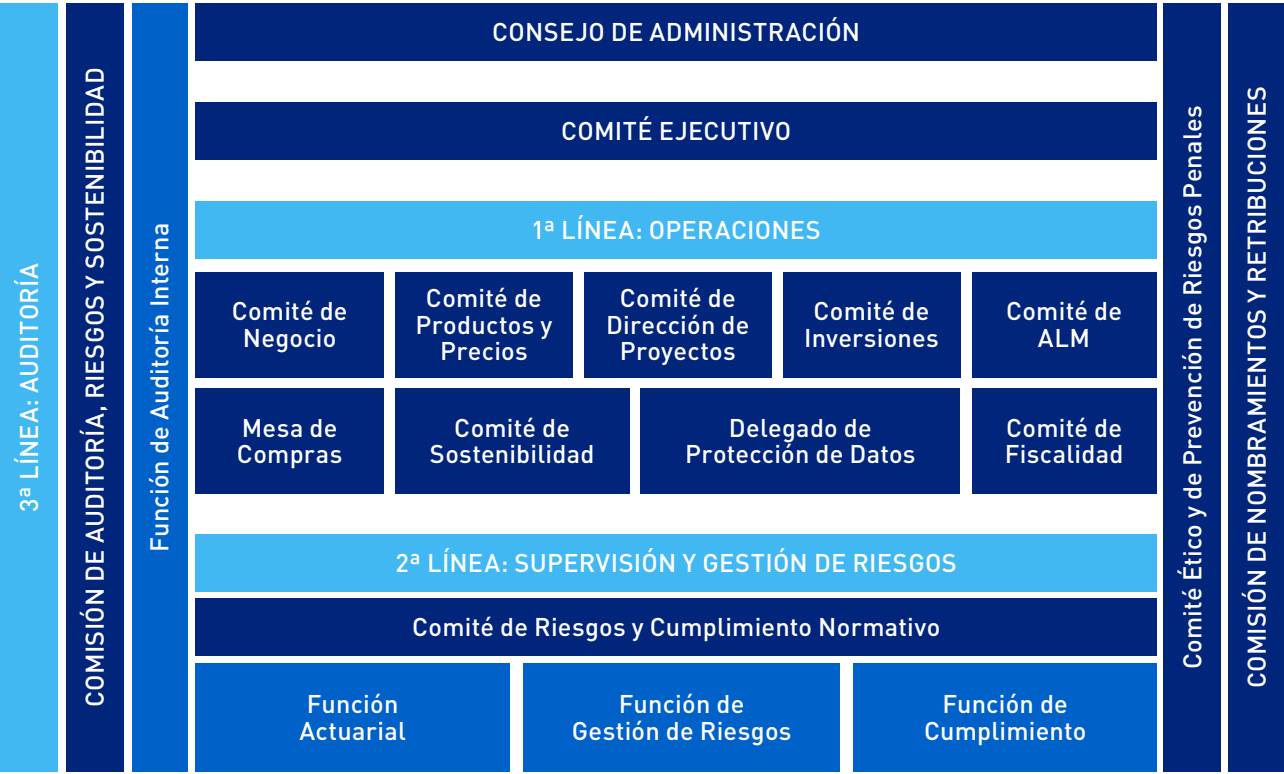 3ª LÍNEA: AUDITORÍA
COMISIÓN DE AUDITORÍA, RIESGOS Y SOSTENIBILIDAD
Función de Auditoría Interna
CONSEJO DE ADMINISTRACIÓN
COMITÉ EJECUTIVO
1ª LÍNEA: OPERACIONES
Comité de
Negocio
Comité de
Productos y
Precios
Comité de
Dirección de
Proyectos
Comité de
Inversiones
Comité de
ALM
Mesa de
Compras
Comité de
Sostenibilidad
Delegado de
Protección de Datos
Comité de
Fiscalidad
2ª LÍNEA: SUPERVISIÓN Y GESTIÓN DE RIESGOS
Comité de Riesgos y Cumplimiento Normativo
Función
Actuarial
Función de
Gestión de Riesgos
Función de
Cumplimiento
Comité Ético y de Prevención de Riesgos Penales
COMISIÓN DE NOMBRAMIENTOS Y RETRIBUCIONES